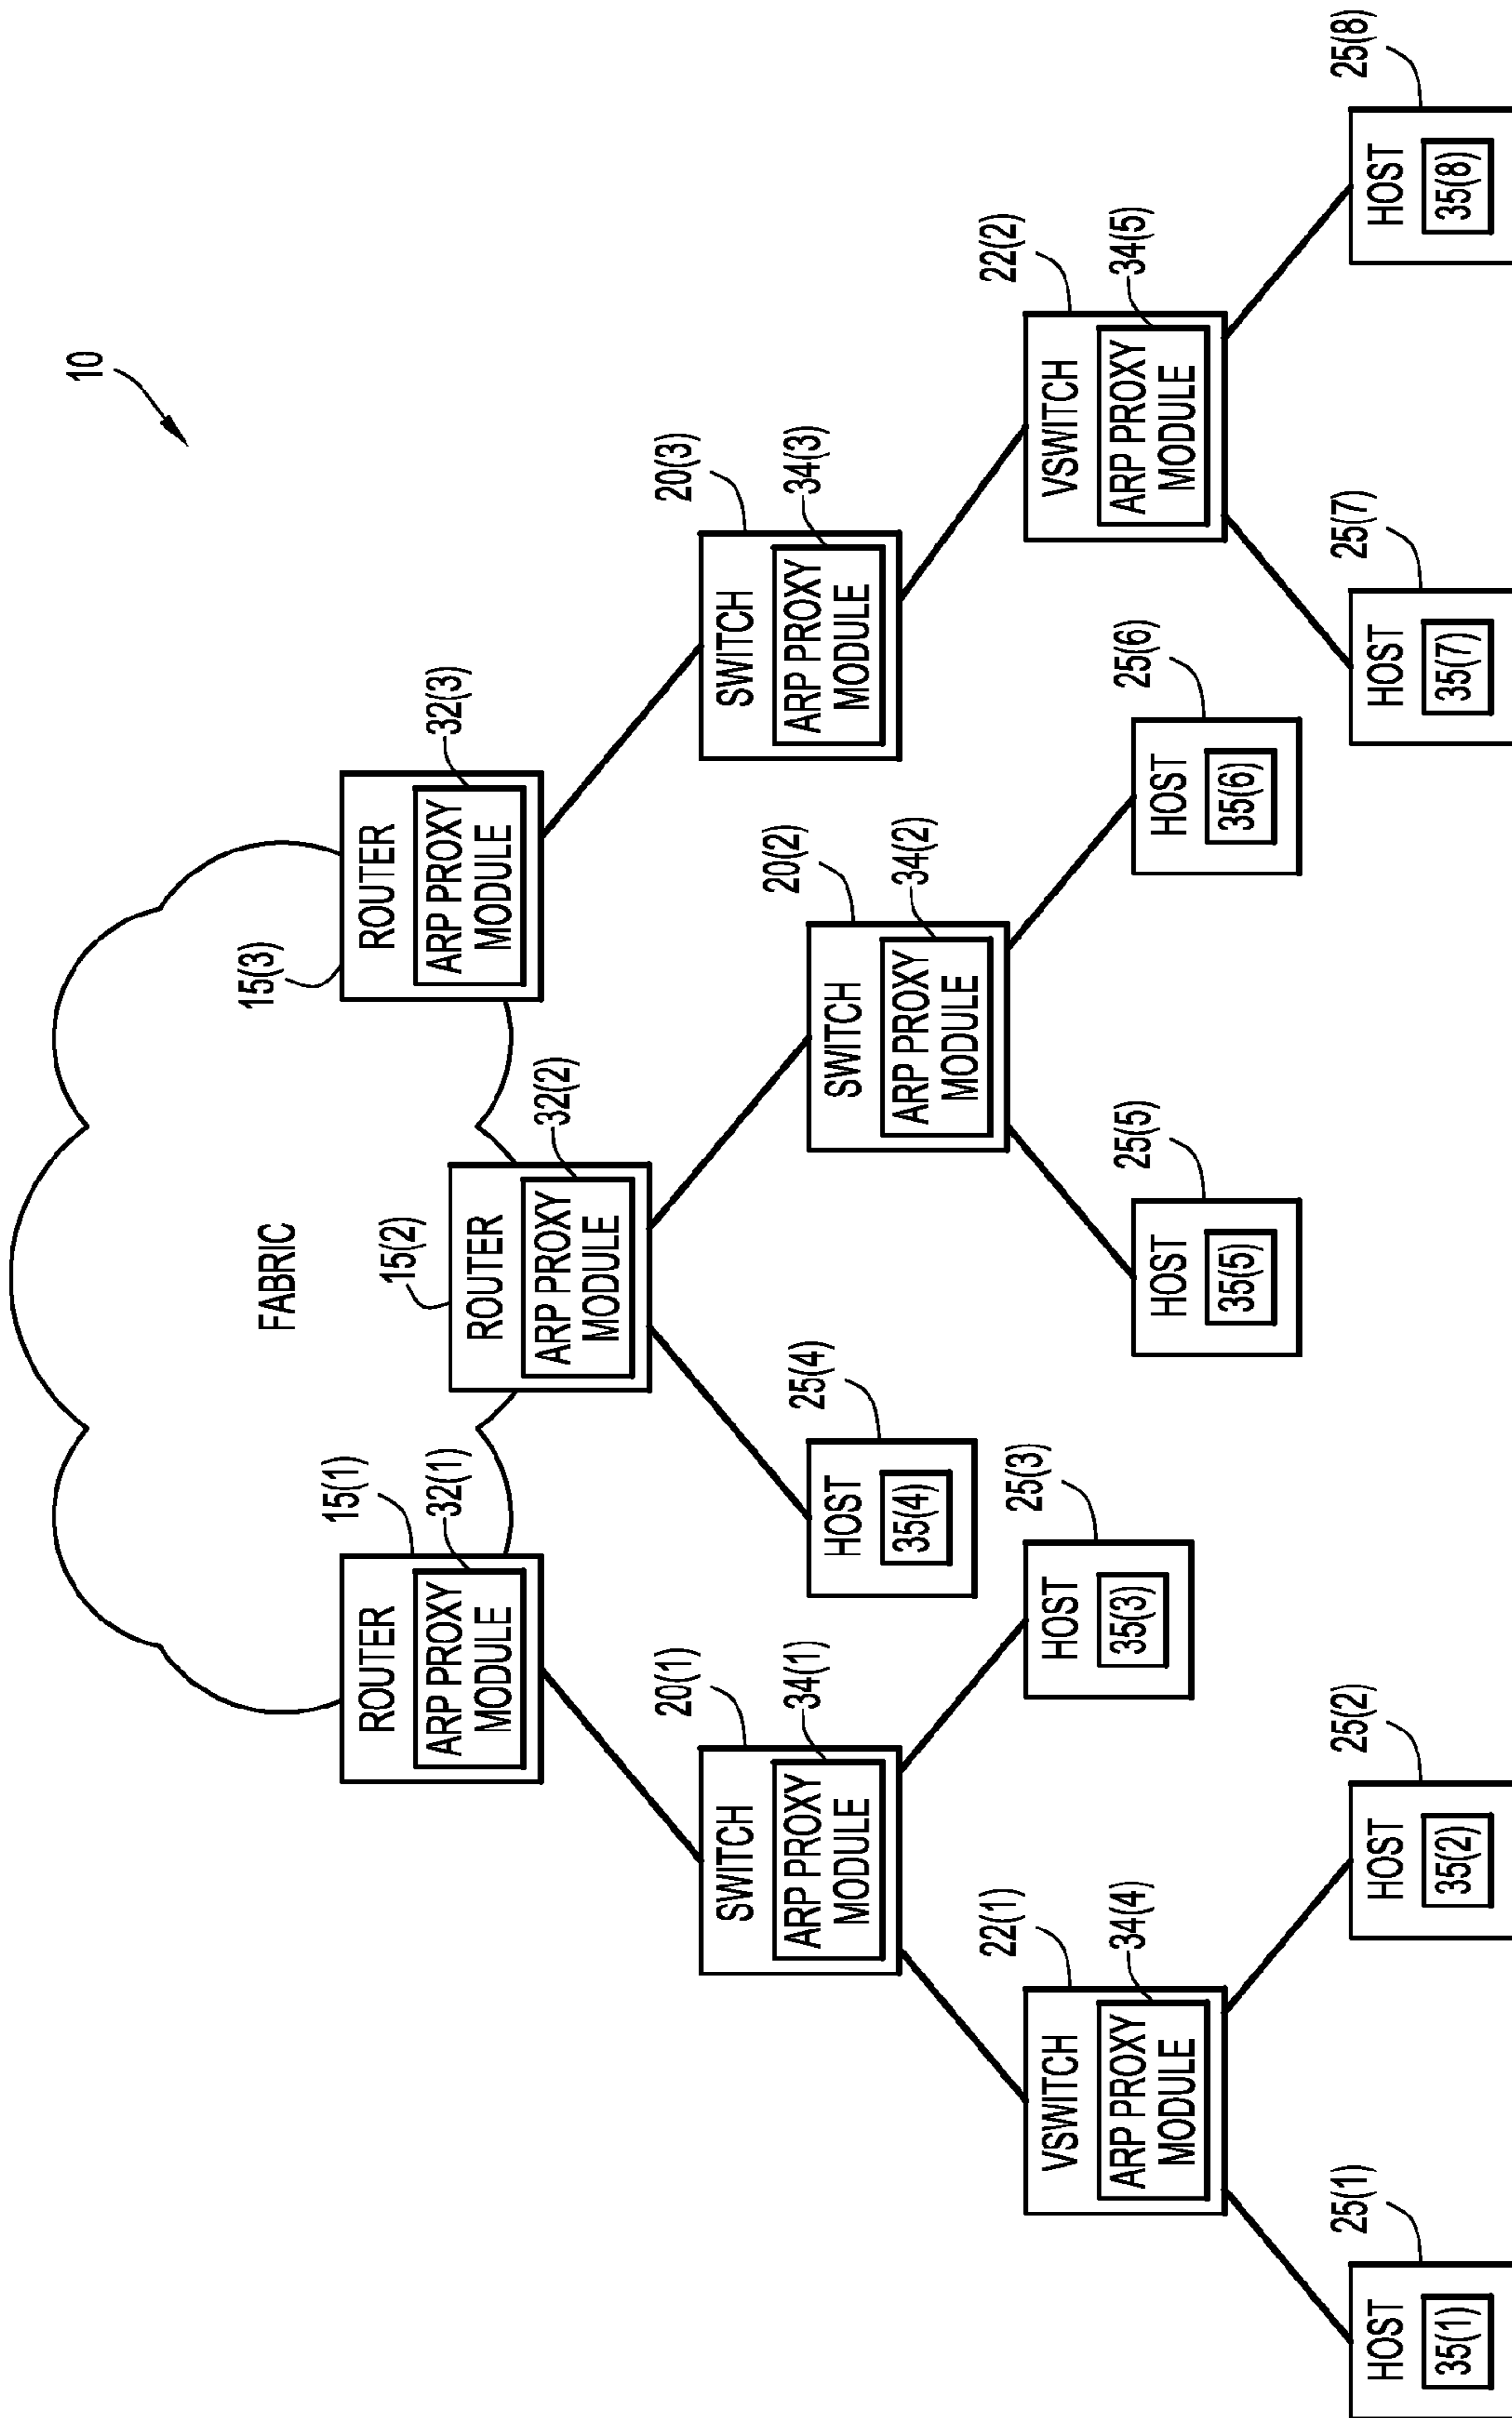 10
FABRIC
15(1)
ROUTER
ARP PROXY
MODULE
32(1)
15(2)
ROUTER
ARP PROXY
MODULE
32(2)
15(3)
ROUTER
ARP PROXY
MODULE
32(3)
20(1)
SWITCH
ARP PROXY
MODULE
34(1)
25(4)
HOST
35(4)
20(2)
SWITCH
ARP PROXY
MODULE
34(2)
20(3)
SWITCH
ARP PROXY
MODULE
34(3)
22(1)
VSWITCH
ARP PROXY
MODULE
34(4)
25(3)
HOST
35(3)
25(5)
HOST
35(5)
25(6)
HOST
35(6)
22(2)
VSWITCH
ARP PROXY
MODULE
34(5)
25(1)
HOST
35(1)
25(2)
HOST
35(2)
25(7)
HOST
35(7)
25(8)
HOST
35(8)